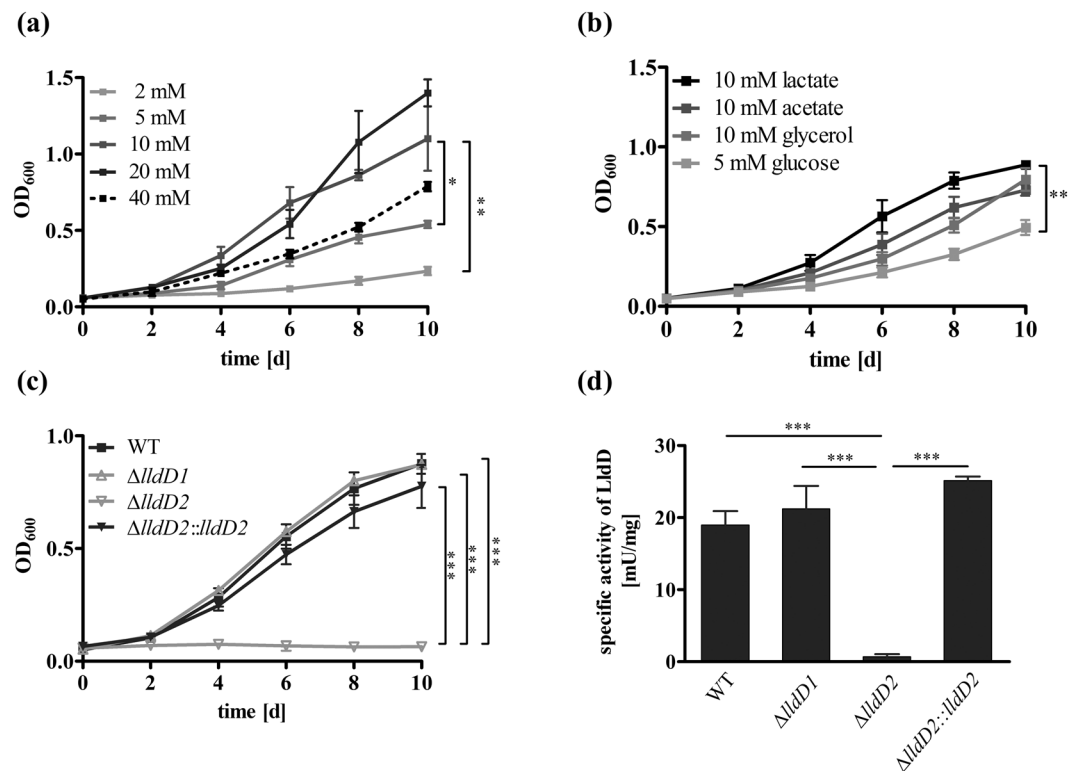 (a)
1.5
1.0
0.5
0.0
OD600
2 mM
5 mM
10 mM
20 mM
40 mM
*
**
0 2 4 6 8 10
time [d]
(b)
1.5
1.0
0.5
0.0
OD600
10 mM lactate
10 mM acetate
10 mM glycerol
5 mM glucose
**
0 2 4 6 8 10
time [d]
(c)
1.0
0.5
0.0
OD600
WT
ΔlldD1
ΔlldD2
ΔlldD2::lldD2
***
***
***
0 2 4 6 8 10
time [d]
(d)
30
20
10
0
specific activity of LldD
[mU/mg]
***
*** ***
WT
ΔlldD1
ΔlldD2
ΔlldD2::lldD2